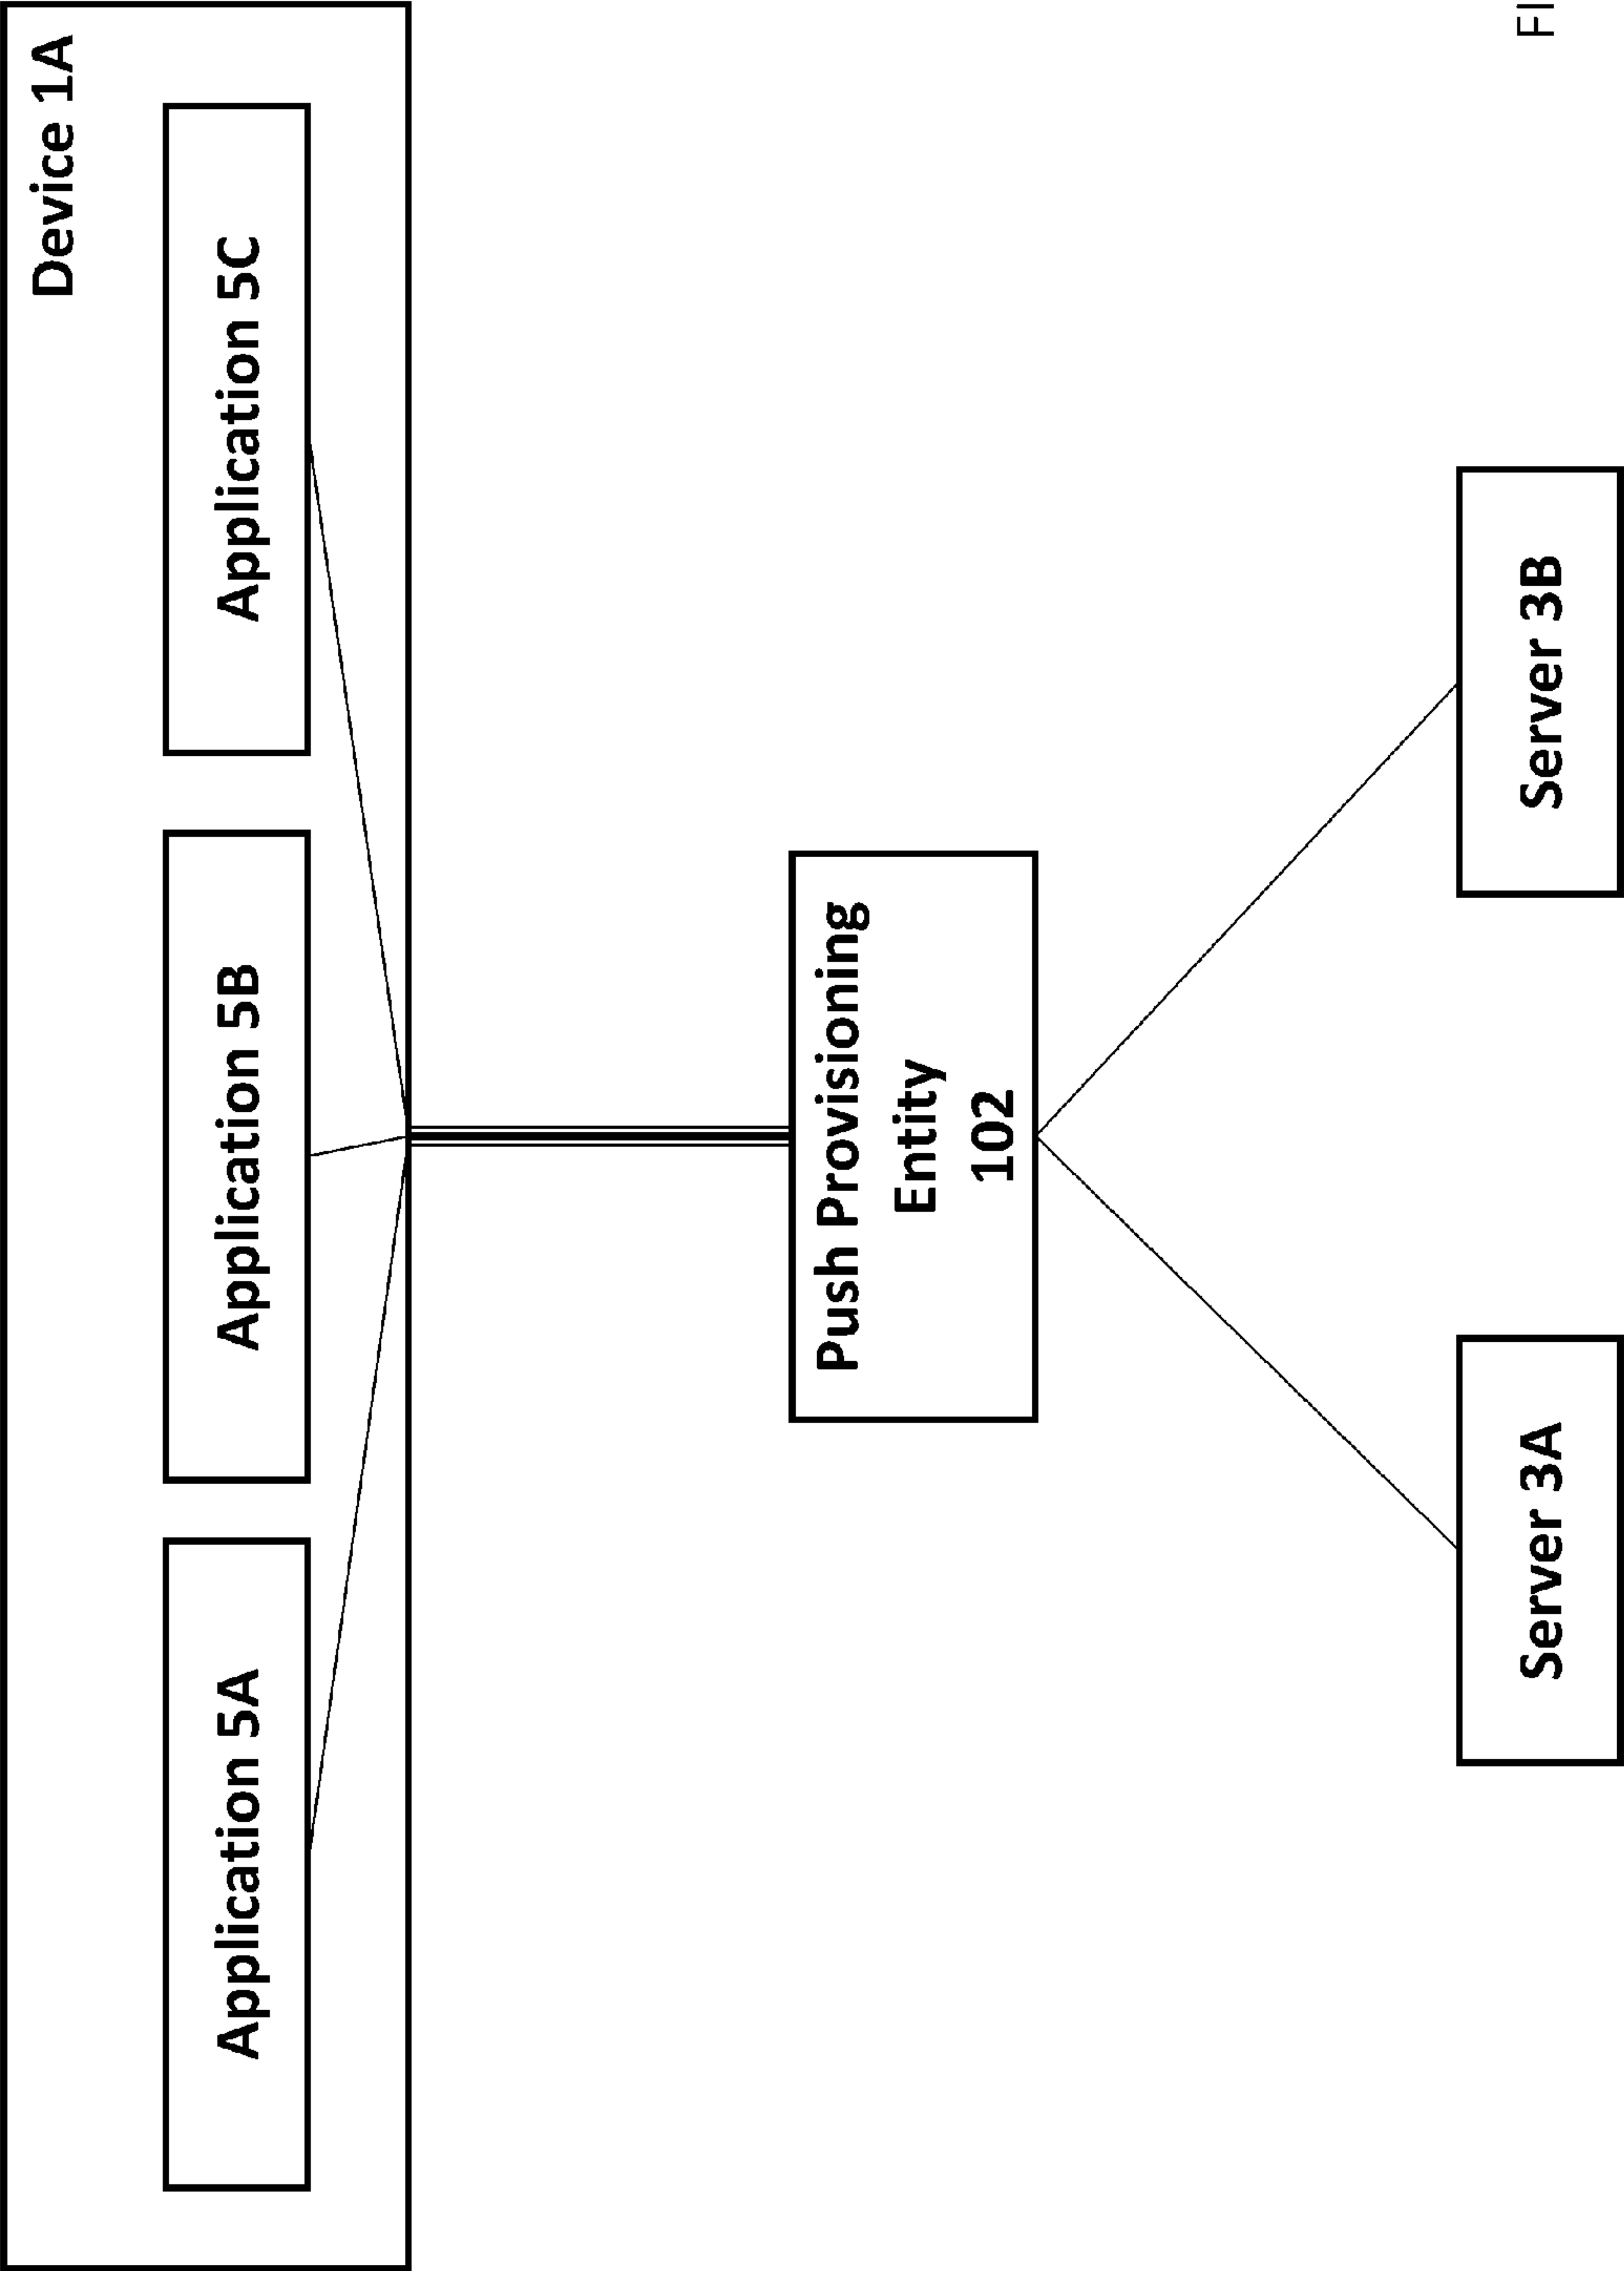 Device 1A
Application 5A
Application 5B
Application 5C
Push Provisioning
Entity
102
Server 3A
Server 3B
FI